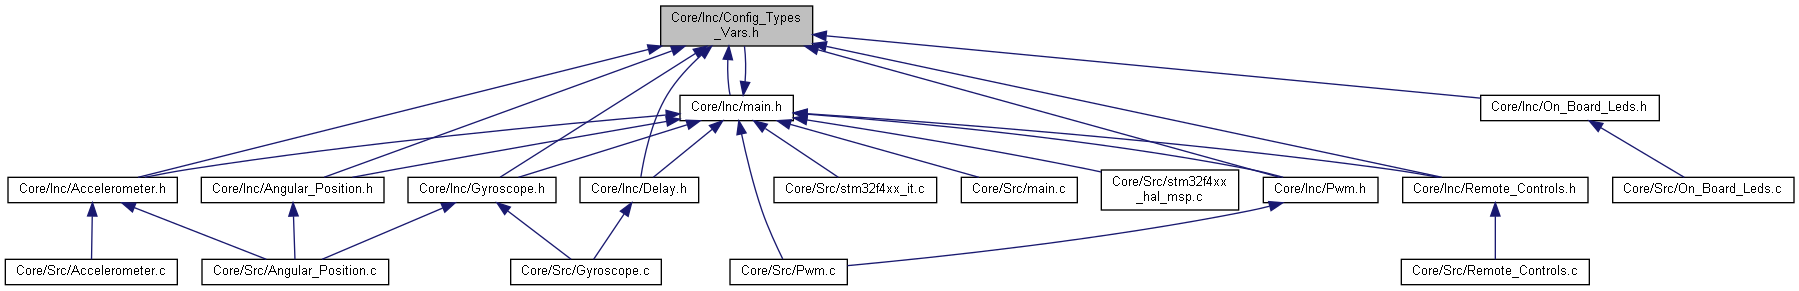 Core/Inc/Config_Types
_Vars.h
Core/Inc/main.h
Core/Inc/On_Board_Leds.h
Core/Inc/Accelerometer.h
Core/Inc/Angular_Position.h
Core/Inc/Gyroscope.h
Core/Inc/Delay.h
Core/Src/stm32f4xx_it.c
Core/Src/main.c
Core/Src/stm32f4xx
_hal_msp.c
Core/Inc/Pwm.h
Core/Inc/Remote_Controls.h
Core/Src/On_Board_Leds.c
Core/Src/Accelerometer.c
Core/Src/Angular_Position.c
Core/Src/Gyroscope.c
Core/Src/Pwm.c
Core/Src/Remote_Controls.c